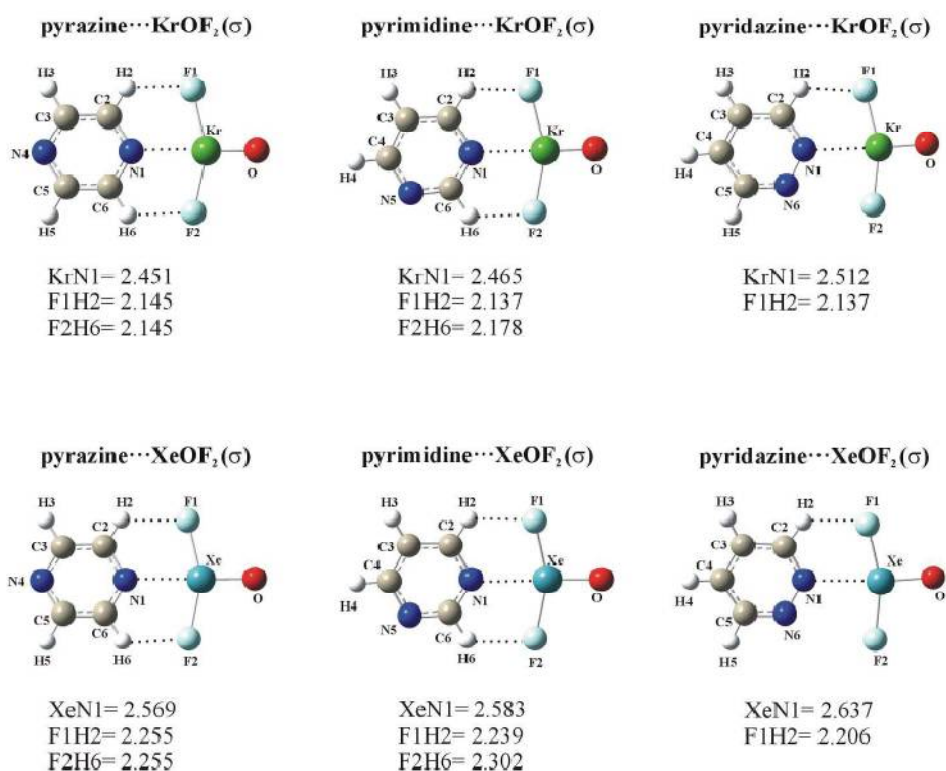 pyrazine···KrOF₂(σ)
H3 H2 F1
C3 C2 Kr
N4 N1 O
C5 C6
H5 H6 F2
KrN1= 2.451
F1H2= 2.145
F2H6= 2.145
pyrimidine···KrOF₂(σ)
H3 H2 F1
C3 C2 Kr
C4
H4 N1 O
N5 C6
H6 F2
KrN1= 2.465
F1H2= 2.137
F2H6= 2.178
pyridazine···KrOF₂(σ)
H3 H2 F1
C3 C2 Kr
C4 N1 O
H4
C5 N6 F2
H5
KrN1= 2.512
F1H2= 2.137
pyrazine···XeOF₂(σ)
H3 H2 F1
C3 C2 Xe
N4 N1 O
C5 C6
H5 H6 F2
XeN1= 2.569
F1H2= 2.255
F2H6= 2.255
pyrimidine···XeOF₂(σ)
H3 H2 F1
C3 C2 Xe
C4
H4 N1 O
N5 C6
H6 F2
XeN1= 2.583
F1H2= 2.239
F2H6= 2.302
pyridazine···XeOF₂(σ)
H3 H2 F1
C3 C2 Xe
C4 N1 O
H4
C5 N6
H5 F2
XeN1= 2.637
F1H2= 2.206